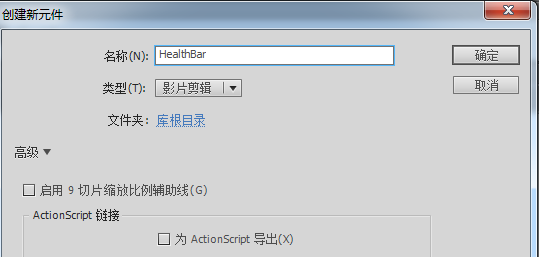 创建新元件
名称(N): HealthBar 确定
类型(T): 影片剪辑 取消
文件夹: 库根目录
高级
启用 9 切片缩放比例辅助线(G)
ActionScript 链接
为 ActionScript 导出(X)